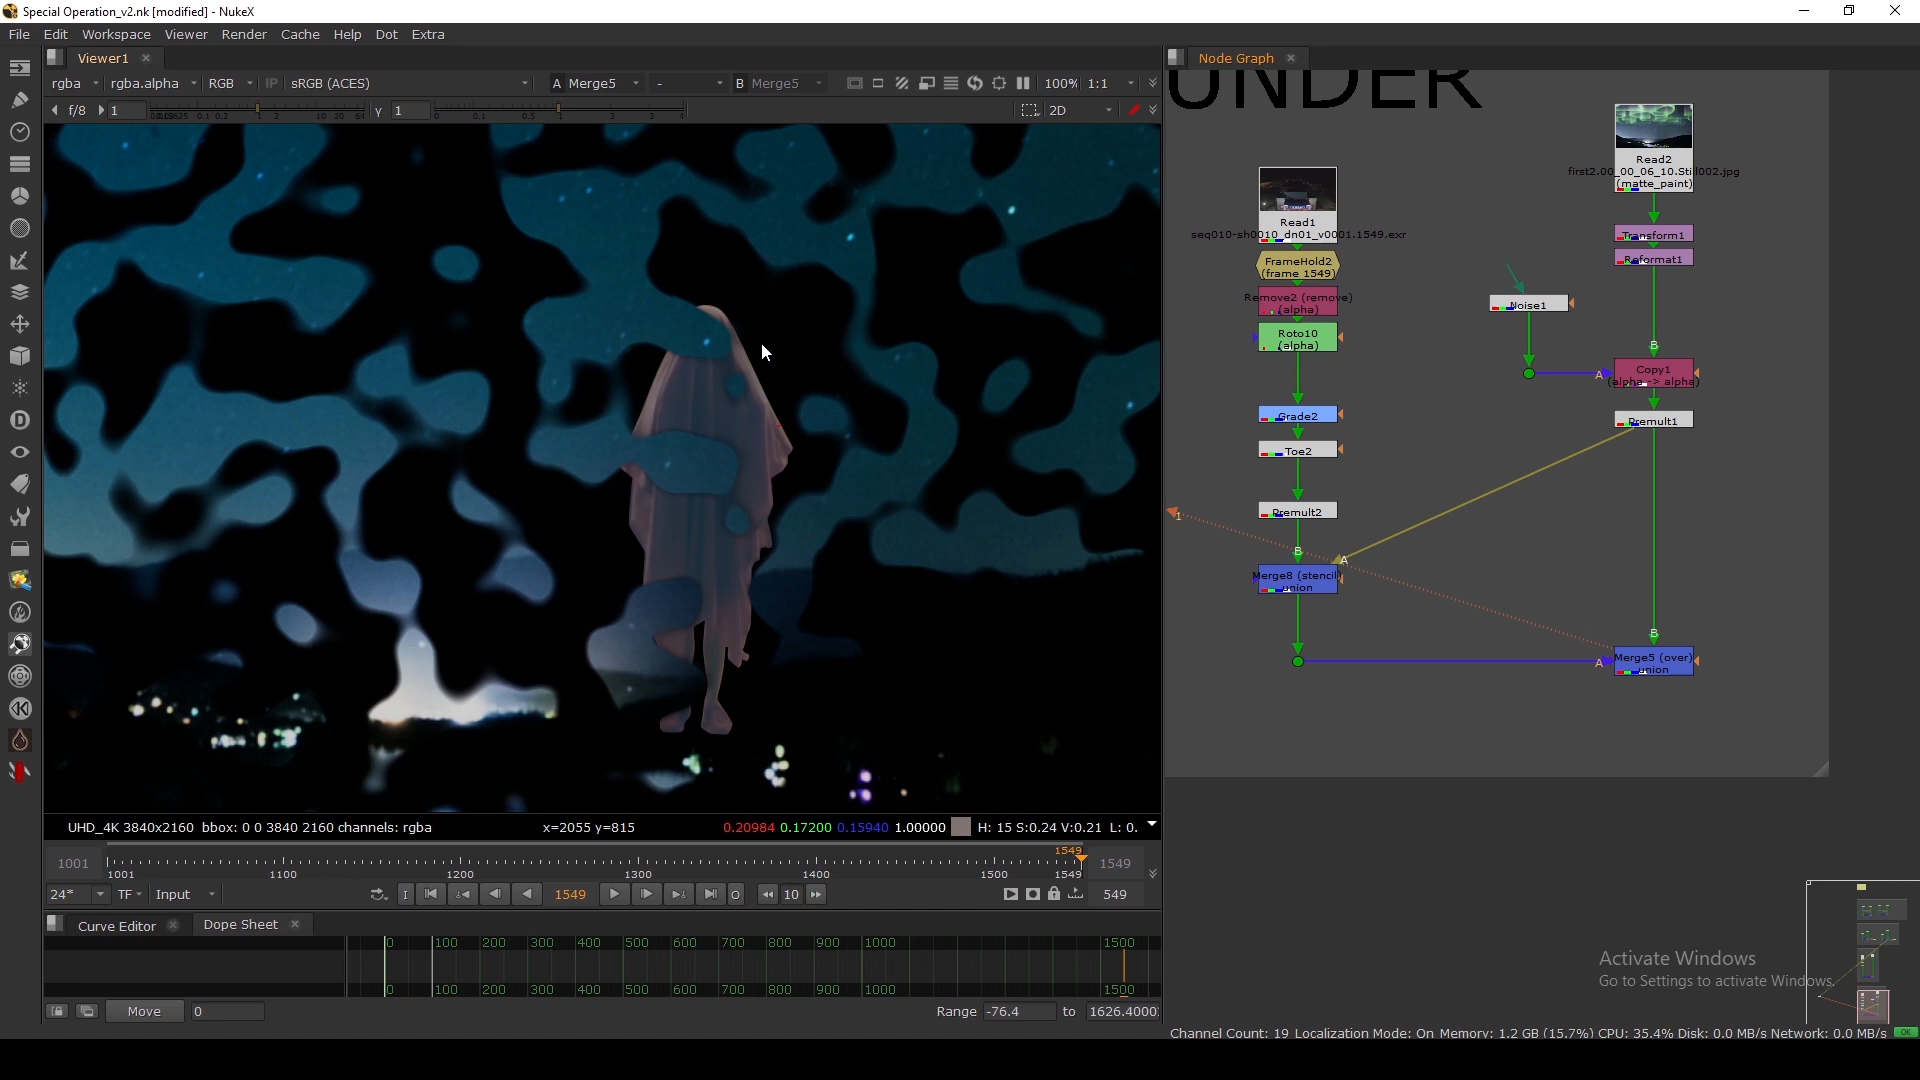 Special Operation_v2.nk [modified] - NukeX
File Edit Workspace Viewer Render Cache Help Dot Extra
Viewer1
rgba rgba.alpha RGB IP sRGB (ACES) A Merge5 - B Merge5 100% 1:1
f/8 1 γ 1 2D
UHD_4K 3840x2160 bbox: 0 0 3840 2160 channels: rgba x=2055 y=815 0.20984 0.17200 0.15940 1.00000 H: 15 S:0.24 V:0.21 L: 0.
1549
1001 1549
1001 1100 1200 1300 1400 1500 1549
24* TF Input I 1549 O 10 549
Curve Editor Dope Sheet
0 100 200 300 400 500 600 700 800 900 1000 1500
0 100 200 300 400 500 600 700 800 900 1000 1500
Move 0 Range -76.4 to 1626.4000
Node Graph
UNDER
Read2
first2.00_00_06_10.Still002.jpg
(matte_paint)
Read1
seq010-sh0010_dn01_v0001.1549.exr
Transform1
Reformat1
FrameHold2
(frame 1549)
Remove2 (remove)
(alpha)
Noise1
Roto10
(alpha)
B
A
Copy1
(alpha -> alpha)
Grade2
Premult1
Toe2
Premult2
1
B
A
Merge8 (stencil)
union
B
A
Merge5 (over)
union
Activate Windows
Go to Settings to activate Windows.
Channel Count: 19 Localization Mode: On Memory: 1.2 GB (15.7%) CPU: 35.4% Disk: 0.0 MB/s Network: 0.0 MB/s OK